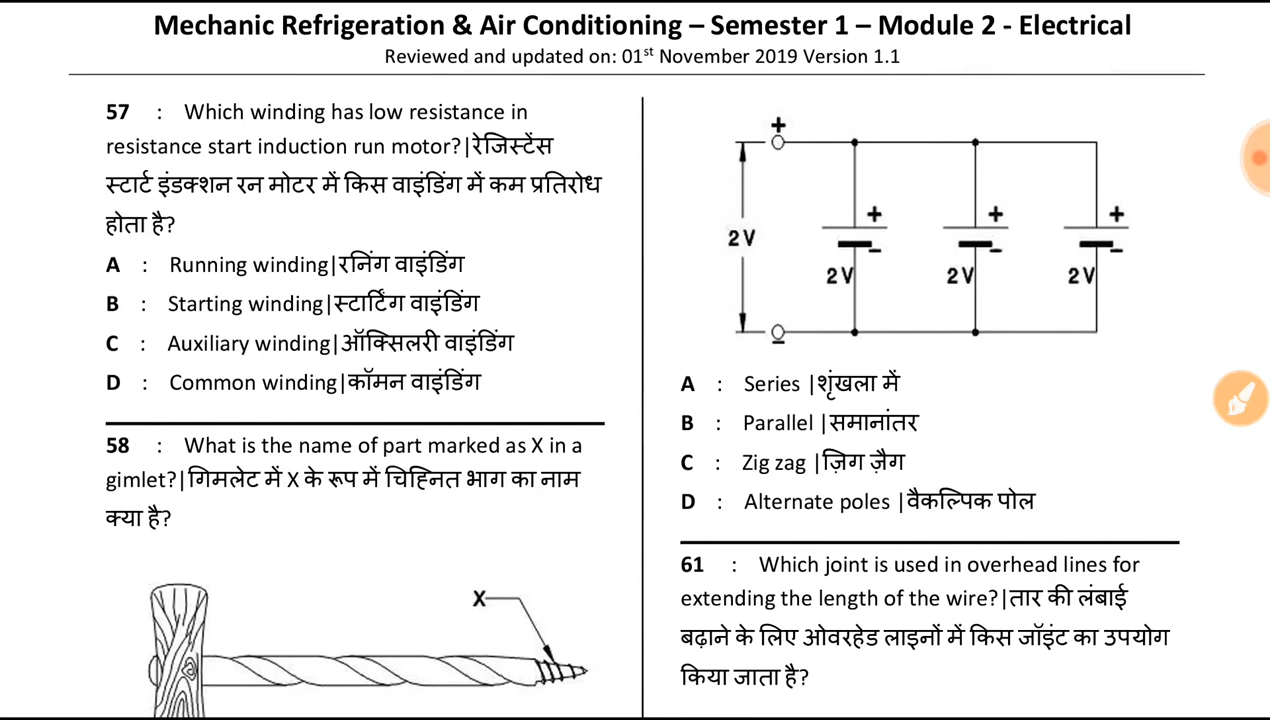 Mechanic Refrigeration & Air Conditioning – Semester 1 – Module 2 - Electrical
Reviewed and updated on: 01st November 2019 Version 1.1
57 : Which winding has low resistance in
resistance start induction run motor?|रेजिस्टेंस
स्टार्ट इंडक्शन रन मोटर में किस वाइंडिंग में कम प्रतिरोध
होता है?
A : Running winding|रनिंग वाइंडिंग
B : Starting winding|स्टार्टिंग वाइंडिंग
C : Auxiliary winding|ऑक्सिलरी वाइंडिंग
D : Common winding|कॉमन वाइंडिंग
58 : What is the name of part marked as X in a
gimlet?|गिमलेट में X के रूप में चिह्नित भाग का नाम
क्या है?
X
+
+ + +
2 V
− − −
2 V 2 V 2 V
−
A : Series |शृंखला में
B : Parallel |समानांतर
C : Zig zag |ज़िग ज़ैग
D : Alternate poles |वैकल्पिक पोल
61 : Which joint is used in overhead lines for
extending the length of the wire?|तार की लंबाई
बढ़ाने के लिए ओवरहेड लाइनों में किस जॉइंट का उपयोग
किया जाता है?